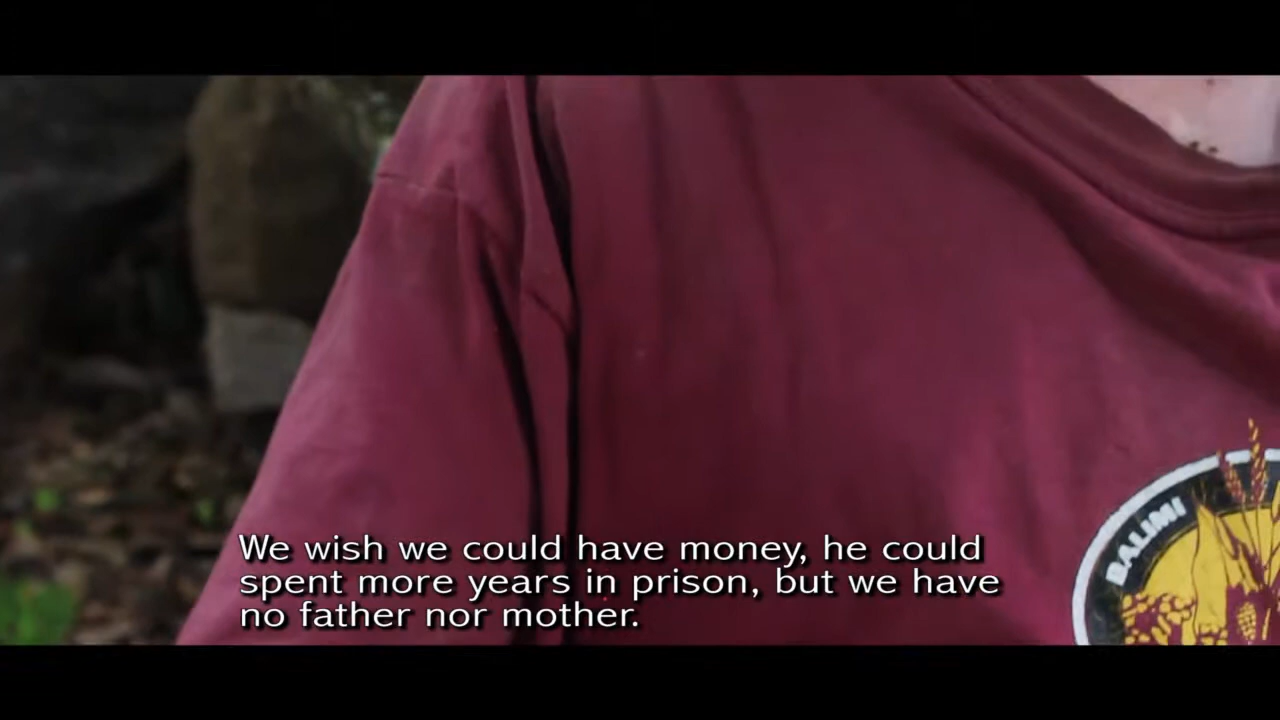 BALIMI
We wish we could have money, he could
spent more years in prison, but we have
no father nor mother.